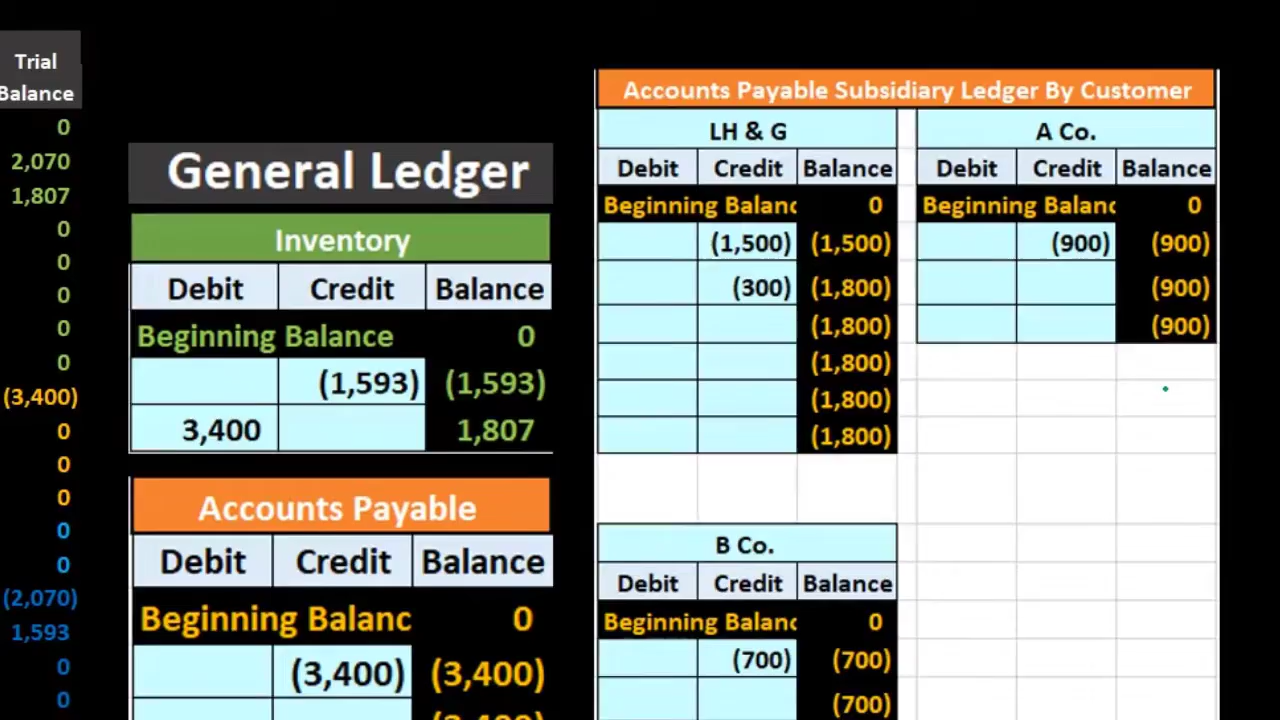 Trial
Balance
0
2,070
1,807
0
0
0
0
0
(3,400)
0
0
0
0
0
(2,070)
1,593
0
0
General Ledger
Inventory
Debit Credit Balance
Beginning Balance 0
(1,593) (1,593)
3,400 1,807
Accounts Payable
Debit Credit Balance
Beginning Balanc 0
(3,400) (3,400)
Accounts Payable Subsidiary Ledger By Customer
LH & G
Debit Credit Balance
Beginning Balanc 0
(1,500) (1,500)
(300) (1,800)
(1,800)
(1,800)
(1,800)
(1,800)
A Co.
Debit Credit Balance
Beginning Balanc 0
(900) (900)
(900)
(900)
B Co.
Debit Credit Balance
Beginning Balanc 0
(700) (700)
(700)